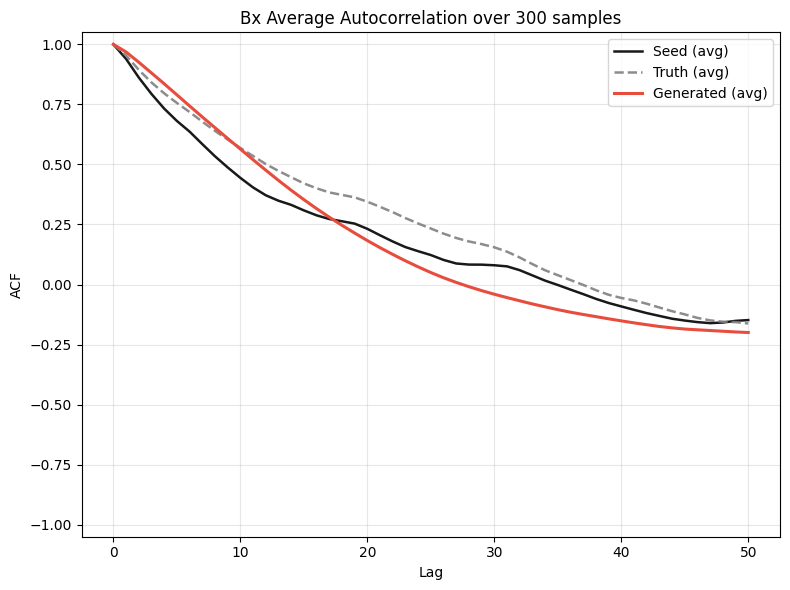 Bx Average Autocorrelation over 300 samples
Seed (avg)
Truth (avg)
Generated (avg)
1.00
0.75
0.50
0.25
0.00
−0.25
−0.50
−0.75
−1.00
ACF
0 10 20 30 40 50
Lag